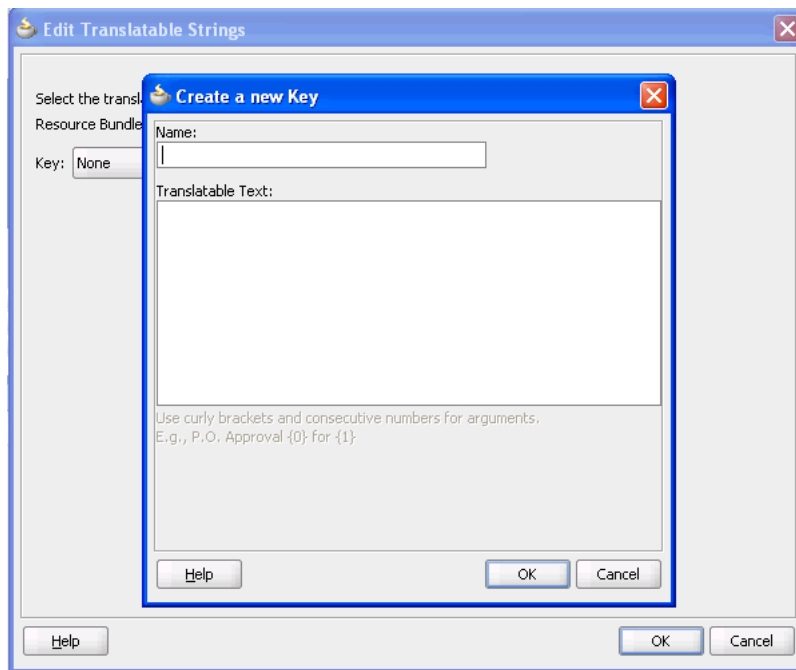 Edit Translatable Strings
Select the transl
Resource Bundle
Key: None
Create a new Key
Name:
Translatable Text:
Use curly brackets and consecutive numbers for arguments.
E.g., P.O. Approval {0} for {1}
Help OK Cancel
Help OK Cancel